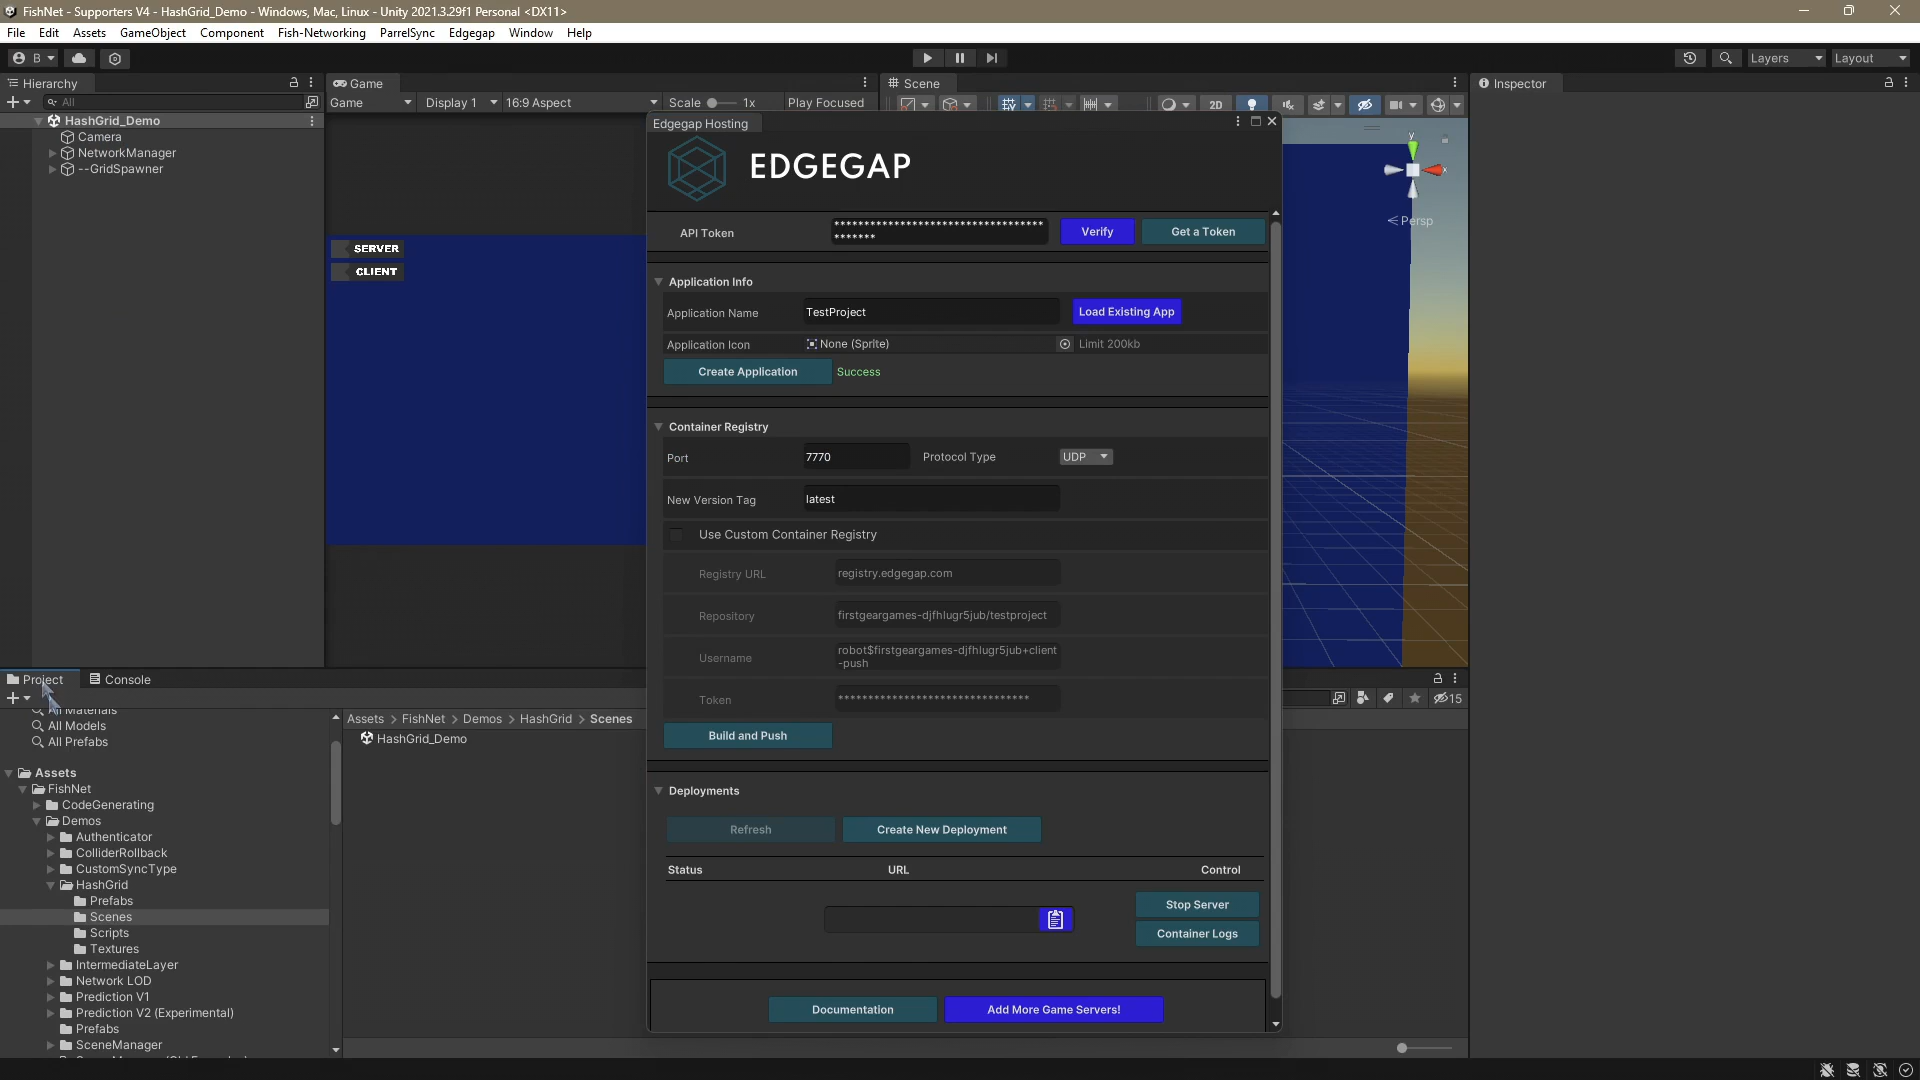 FishNet - Supporters V4 - HashGrid_Demo - Windows, Mac, Linux - Unity 2021.3.29f1 Personal <DX11>
File Edit Assets GameObject Component Fish-Networking ParrelSync Edgegap Window Help
B
Layers Layout
Hierarchy
Game
Scene
Inspector
All
Game Display 1 16:9 Aspect Scale 1x Play Focused
2D
HashGrid_Demo
Camera
NetworkManager
--GridSpawner
SERVER
CLIENT
y
x
Persp
Edgegap Hosting
EDGEGAP
API Token
*************************************
*******
Verify
Get a Token
Application Info
Application Name TestProject Load Existing App
Application Icon None (Sprite) Limit 200kb
Create Application Success
Container Registry
Port 7770 Protocol Type UDP
New Version Tag latest
Use Custom Container Registry
Registry URL registry.edgegap.com
Repository firstgeargames-djfhlugr5jub/testproject
Username robot$firstgeargames-djfhlugr5jub+client
-push
Token ********************************
Build and Push
Deployments
Refresh Create New Deployment
Status URL Control
Stop Server
Container Logs
Documentation Add More Game Servers!
Project Console
15
All Materials
All Models
All Prefabs
Assets
FishNet
CodeGenerating
Demos
Authenticator
ColliderRollback
CustomSyncType
HashGrid
Prefabs
Scenes
Scripts
Textures
IntermediateLayer
Network LOD
Prediction V1
Prediction V2 (Experimental)
Prefabs
SceneManager
Assets > FishNet > Demos > HashGrid > Scenes
HashGrid_Demo